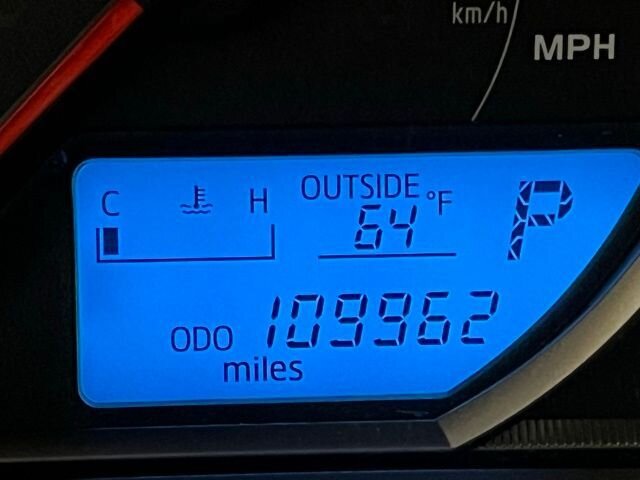 km/h
MPH
C H OUTSIDE °F P
64
ODO 109962
miles